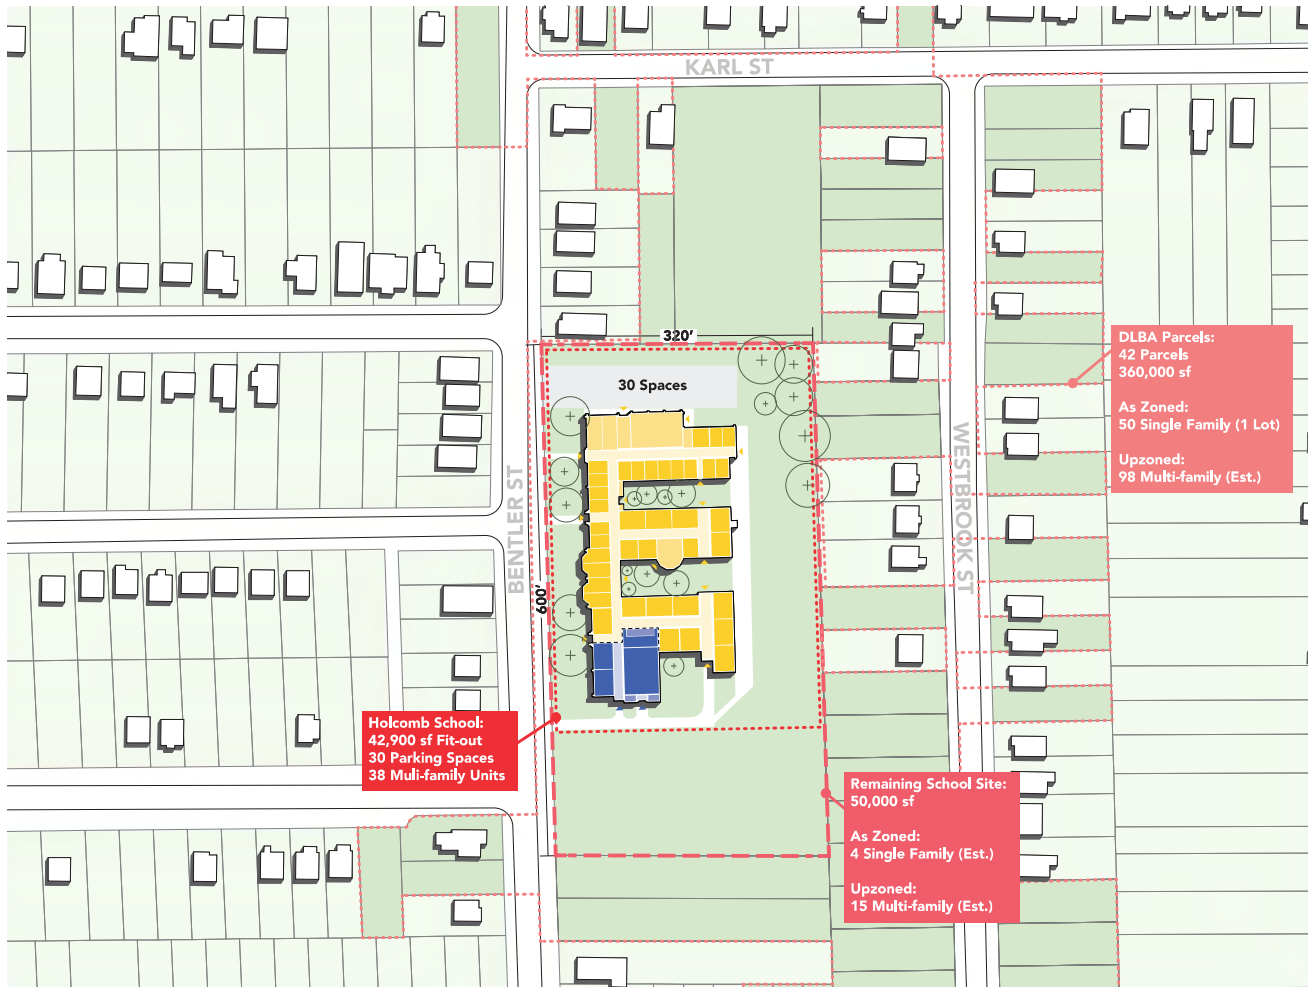 KARL ST
320'
30 Spaces
DLBA Parcels:
42 Parcels
360,000 sf
As Zoned:
50 Single Family (1 Lot)
Upzoned:
98 Multi-family (Est.)
BENTLER ST
WESTBROOK ST
600'
Holcomb School:
42,900 sf Fit-out
30 Parking Spaces
38 Muli-family Units
Remaining School Site:
50,000 sf
As Zoned:
4 Single Family (Est.)
Upzoned:
15 Multi-family (Est.)